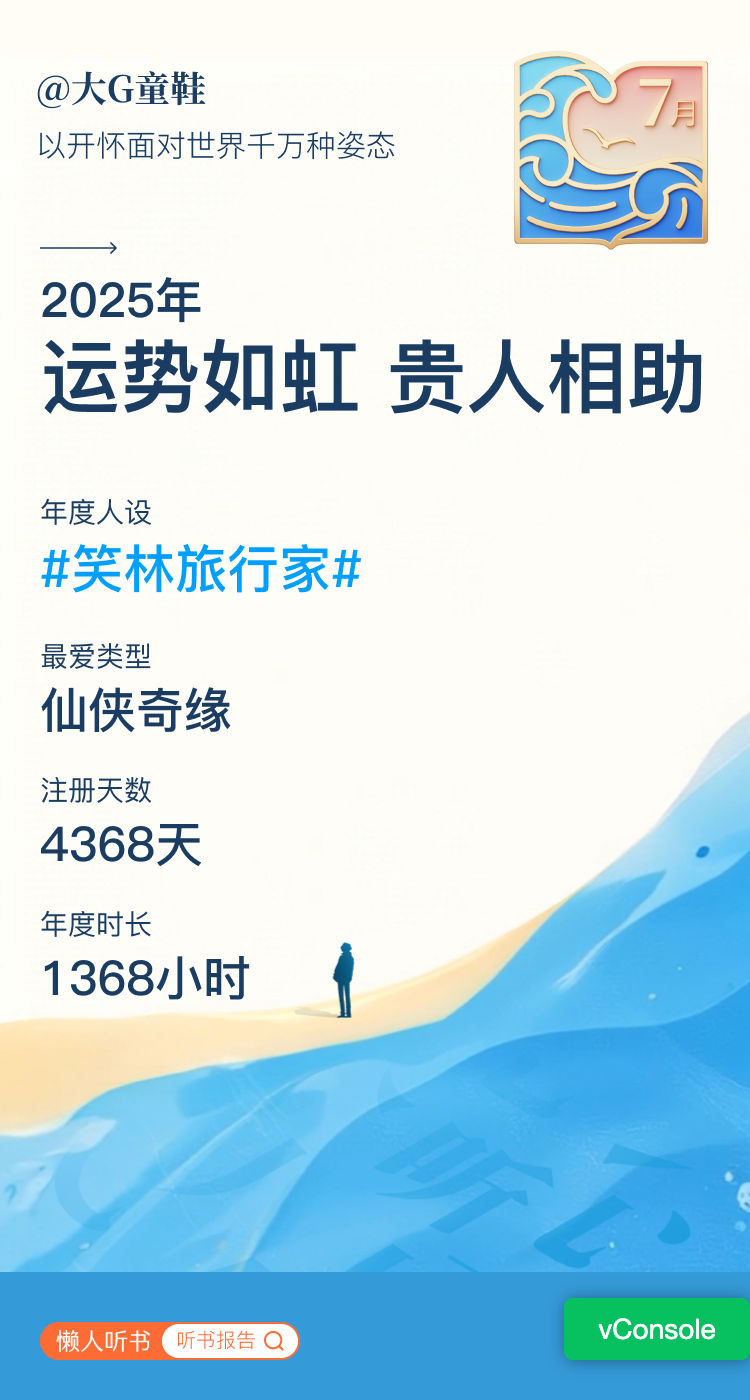 @大G童鞋
以开怀面对世界千万种姿态
7月
2025年
运势如虹 贵人相助
年度人设
#笑林旅行家#
最爱类型
仙侠奇缘
注册天数
4368天
年度时长
1368小时
听
心
懒人听书 听书报告
vConsole